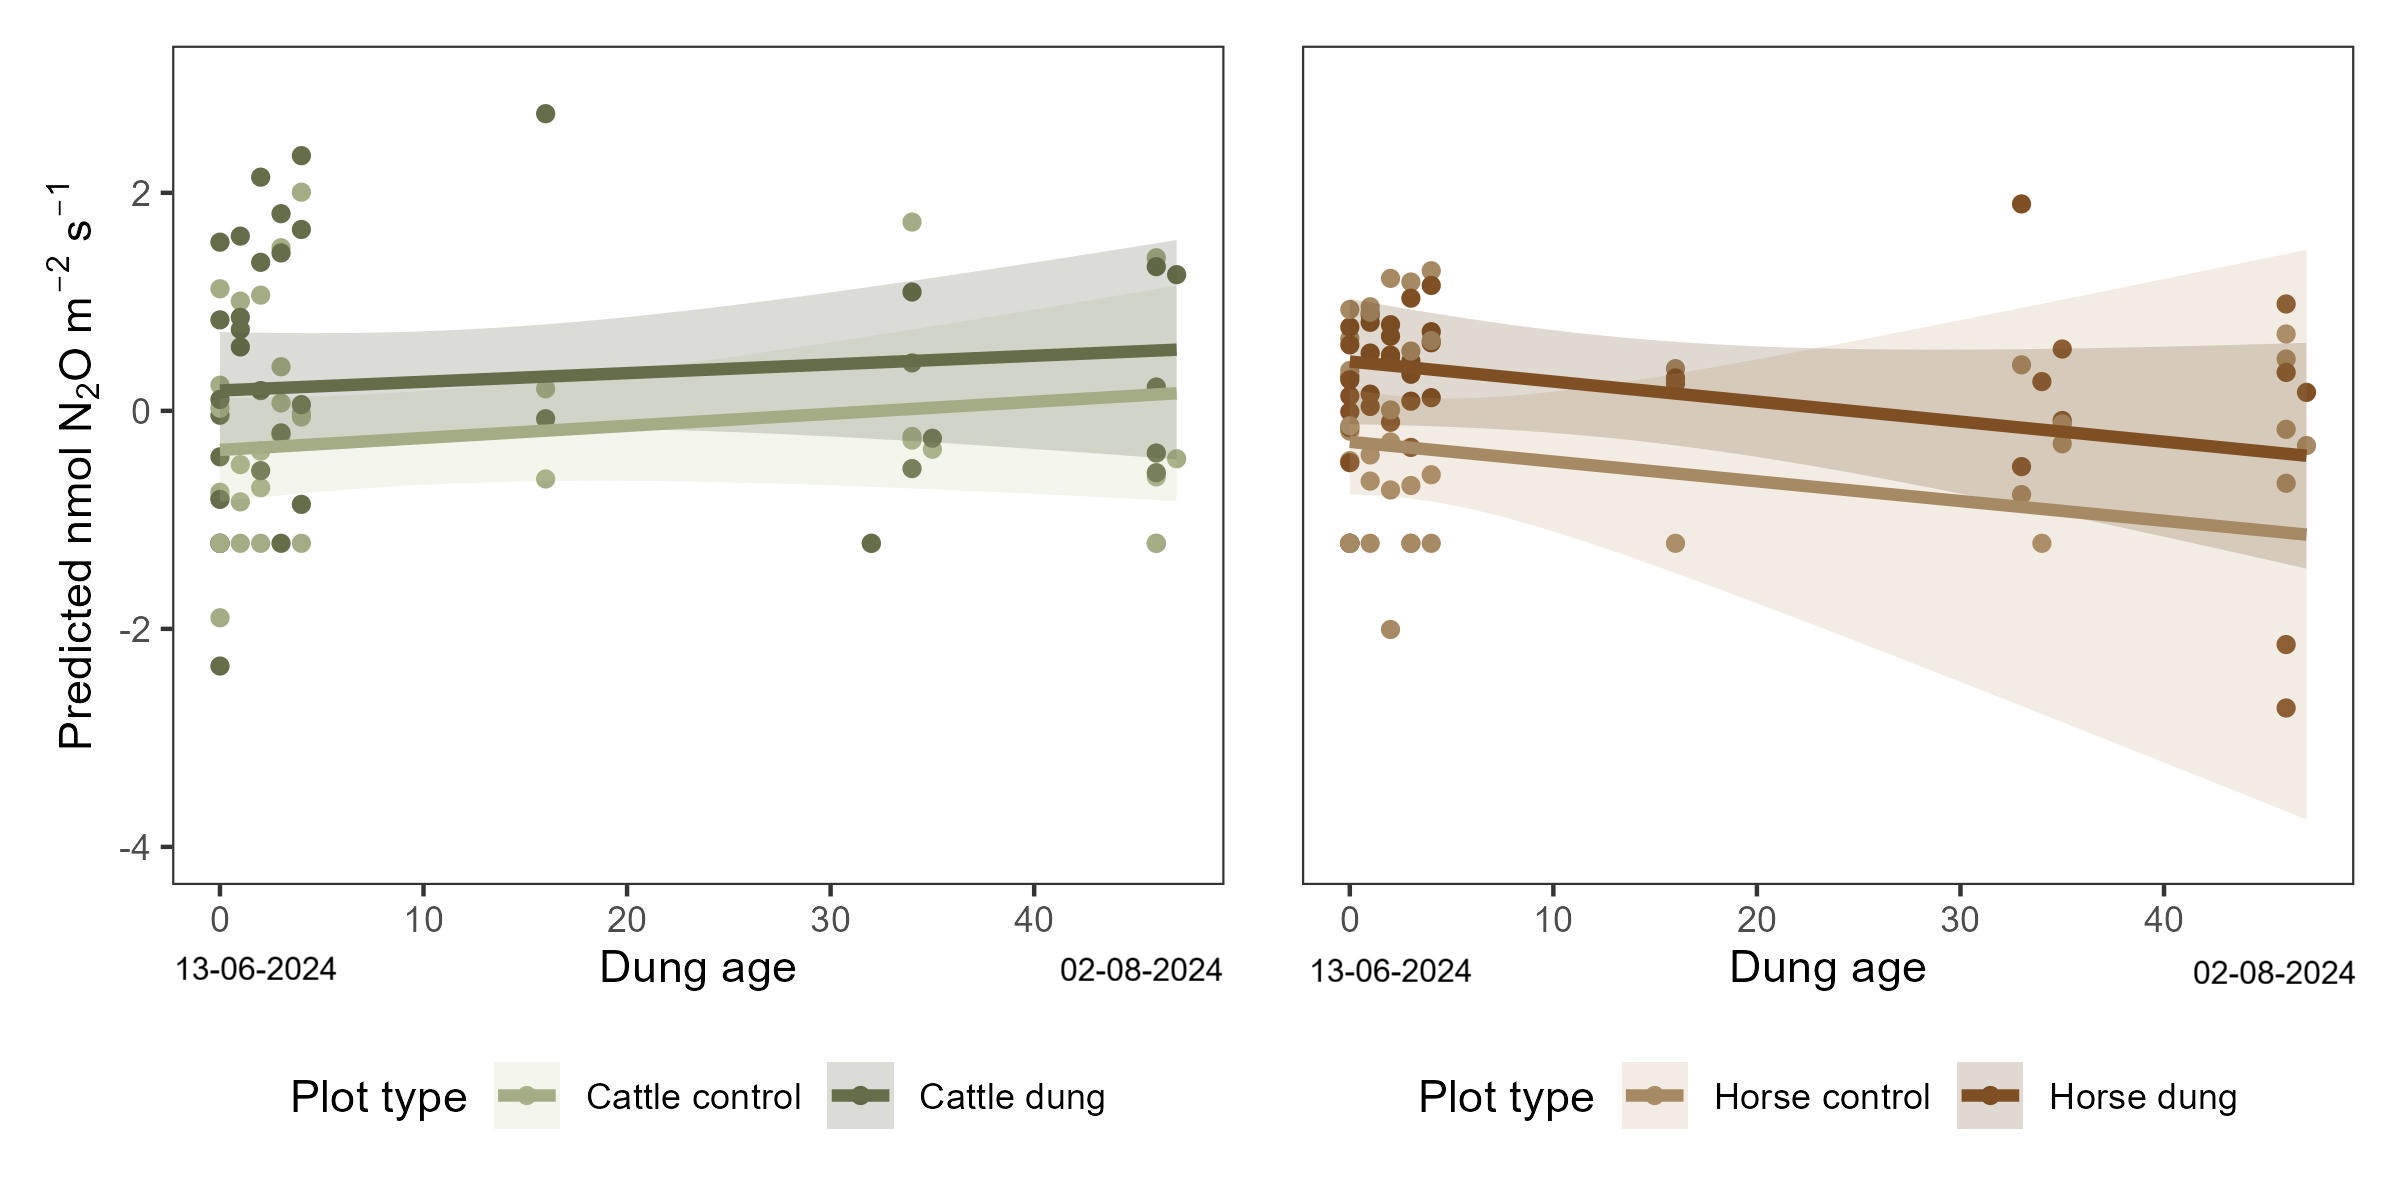 Predicted nmol N₂O m⁻² s⁻¹
2
0
-2
-4
0 10 20 30 40
13-06-2024 Dung age 02-08-2024
Plot type Cattle control Cattle dung
0 10 20 30 40
13-06-2024 Dung age 02-08-2024
Plot type Horse control Horse dung